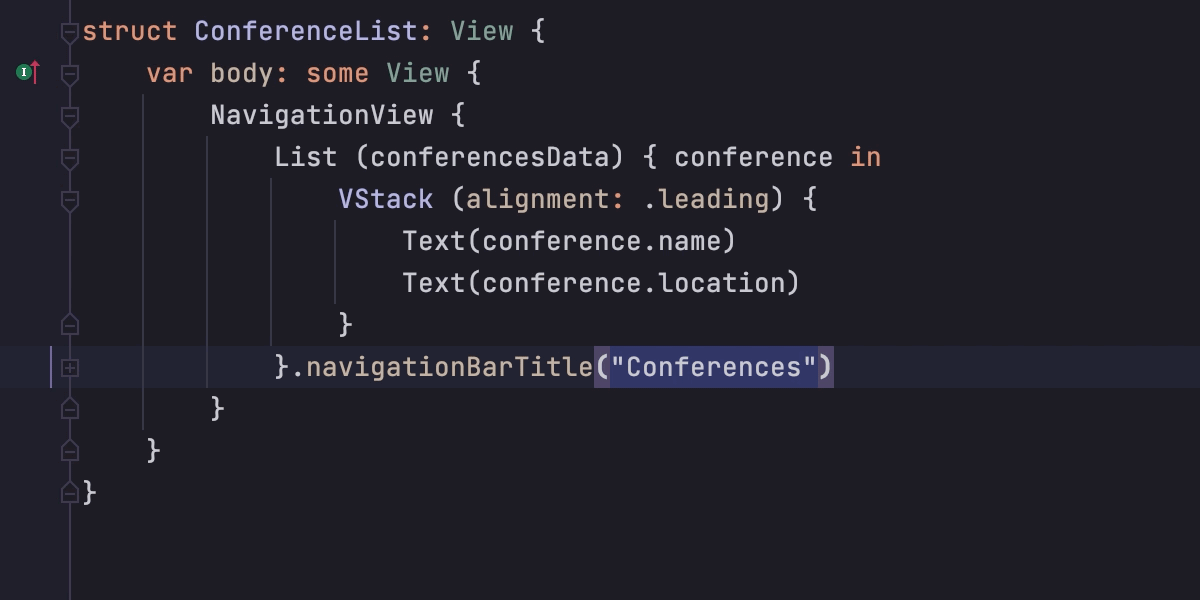 struct ConferenceList: View {
    var body: some View {
        NavigationView {
            List (conferencesData) { conference in
                VStack (alignment: .leading) {
                    Text(conference.name)
                    Text(conference.location)
                }
            }.navigationBarTitle("Conferences")
        }
    }
}